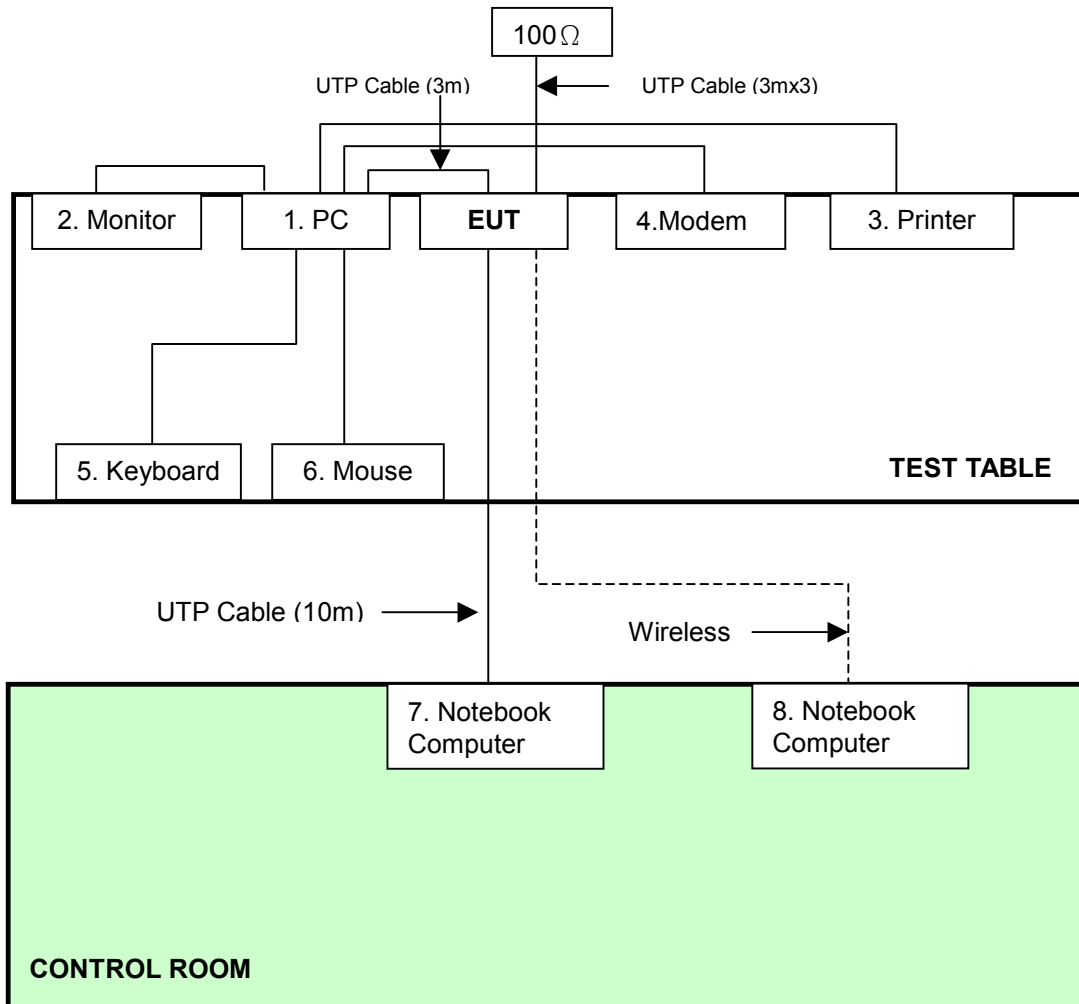 100Ω
UTP Cable (3m)
UTP Cable (3mx3)
2. Monitor
1. PC
EUT
4.Modem
3. Printer
5. Keyboard
6. Mouse
TEST TABLE
UTP Cable (10m)
Wireless
7. Notebook
Computer
8. Notebook
Computer
CONTROL ROOM